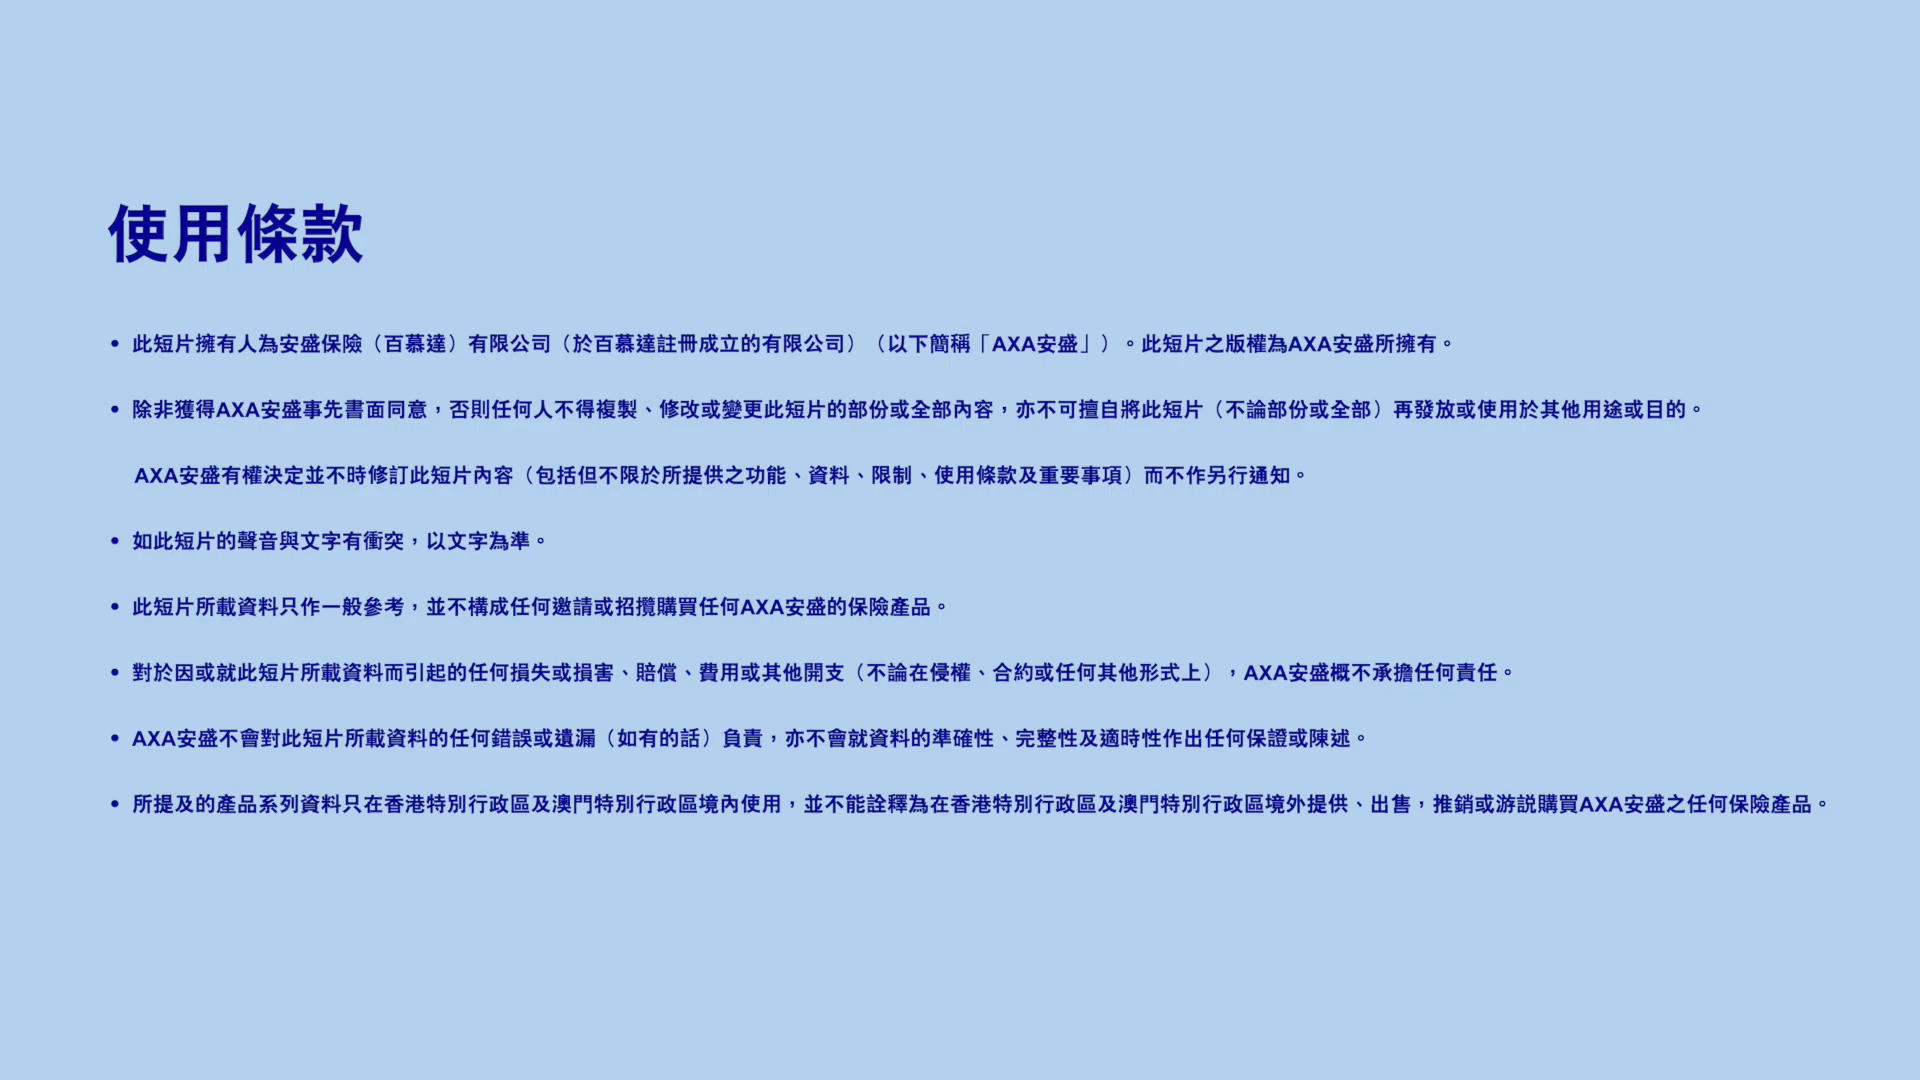 使用條款
• 此短片擁有人為安盛保險（百慕達）有限公司（於百慕達註冊成立的有限公司）（以下簡稱「AXA安盛」）。此短片之版權為AXA安盛所擁有。
• 除非獲得AXA安盛事先書面同意，否則任何人不得複製、修改或變更此短片的部份或全部內容，亦不可擅自將此短片（不論部份或全部）再發放或使用於其他用途或目的。
AXA安盛有權決定並不時修訂此短片內容（包括但不限於所提供之功能、資料、限制、使用條款及重要事項）而不作另行通知。
• 如此短片的聲音與文字有衝突，以文字為準。
• 此短片所載資料只作一般參考，並不構成任何邀請或招攬購買任何AXA安盛的保險產品。
• 對於因或就此短片所載資料而引起的任何損失或損害、賠償、費用或其他開支（不論在侵權、合約或任何其他形式上），AXA安盛概不承擔任何責任。
• AXA安盛不會對此短片所載資料的任何錯誤或遺漏（如有的話）負責，亦不會就資料的準確性、完整性及適時性作出任何保證或陳述。
• 所提及的產品系列資料只在香港特別行政區及澳門特別行政區境內使用，並不能詮釋為在香港特別行政區及澳門特別行政區境外提供、出售，推銷或游説購買AXA安盛之任何保險產品。